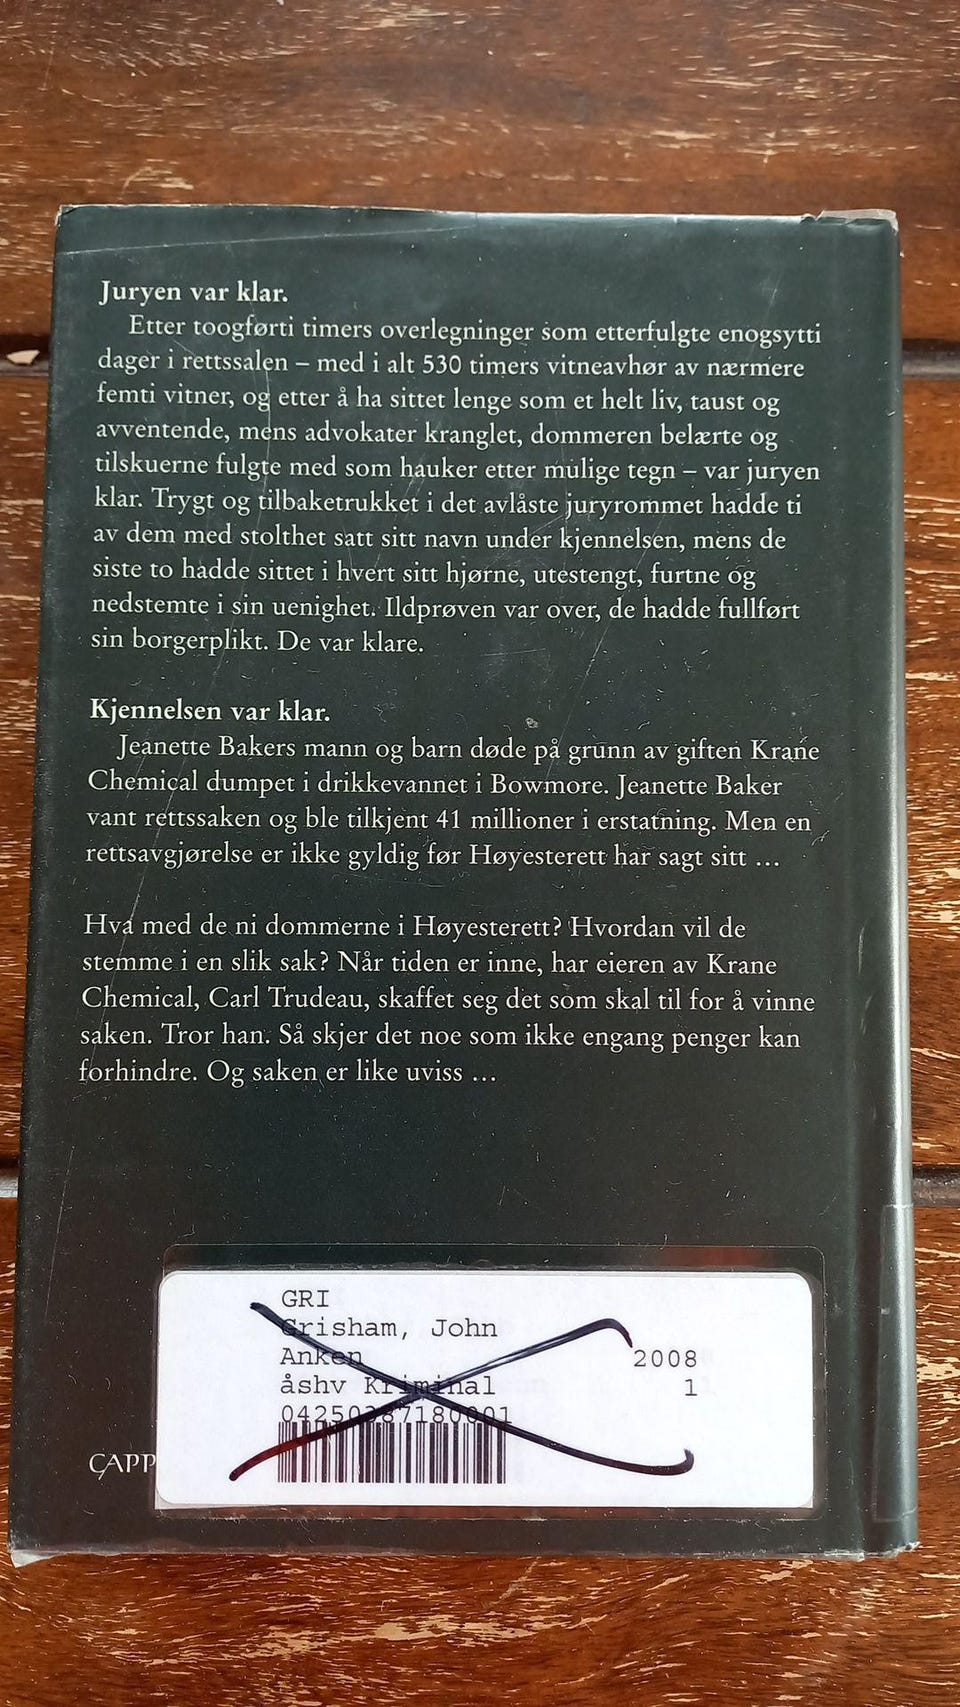 Juryen var klar.
Etter toogførti timers overlegninger som etterfulgte enogsytti
dager i rettssalen – med i alt 530 timers vitneavhør av nærmere
femti vitner, og etter å ha sittet lenge som et helt liv, taust og
avventende, mens advokater kranglet, dommeren belærte og
tilskuerne fulgte med som hauker etter mulige tegn – var juryen
klar. Trygt og tilbaketrukket i det avlåste juryrommet hadde ti
av dem med stolthet satt sitt navn under kjennelsen, mens de
siste to hadde sittet i hvert sitt hjørne, utestengt, furtne og
nedstemte i sin uenighet. Ildprøven var over, de hadde fullført
sin borgerplikt. De var klare.
Kjennelsen var klar.
Jeanette Bakers mann og barn døde på grunn av giften Krane
Chemical dumpet i drikkevannet i Bowmore. Jeanette Baker
vant rettssaken og ble tilkjent 41 millioner i erstatning. Men en
rettsavgjørelse er ikke gyldig før Høyesterett har sagt sitt ...
Hva med de ni dommerne i Høyesterett? Hvordan vil de
stemme i en slik sak? Når tiden er inne, har eieren av Krane
Chemical, Carl Trudeau, skaffet seg det som skal til for å vinne
saken. Tror han. Så skjer det noe som ikke engang penger kan
forhindre. Og saken er like uviss ...
GRI
Grisham, John
Anken 2008
åshv Kriminal 1
04250387180001
CAPP